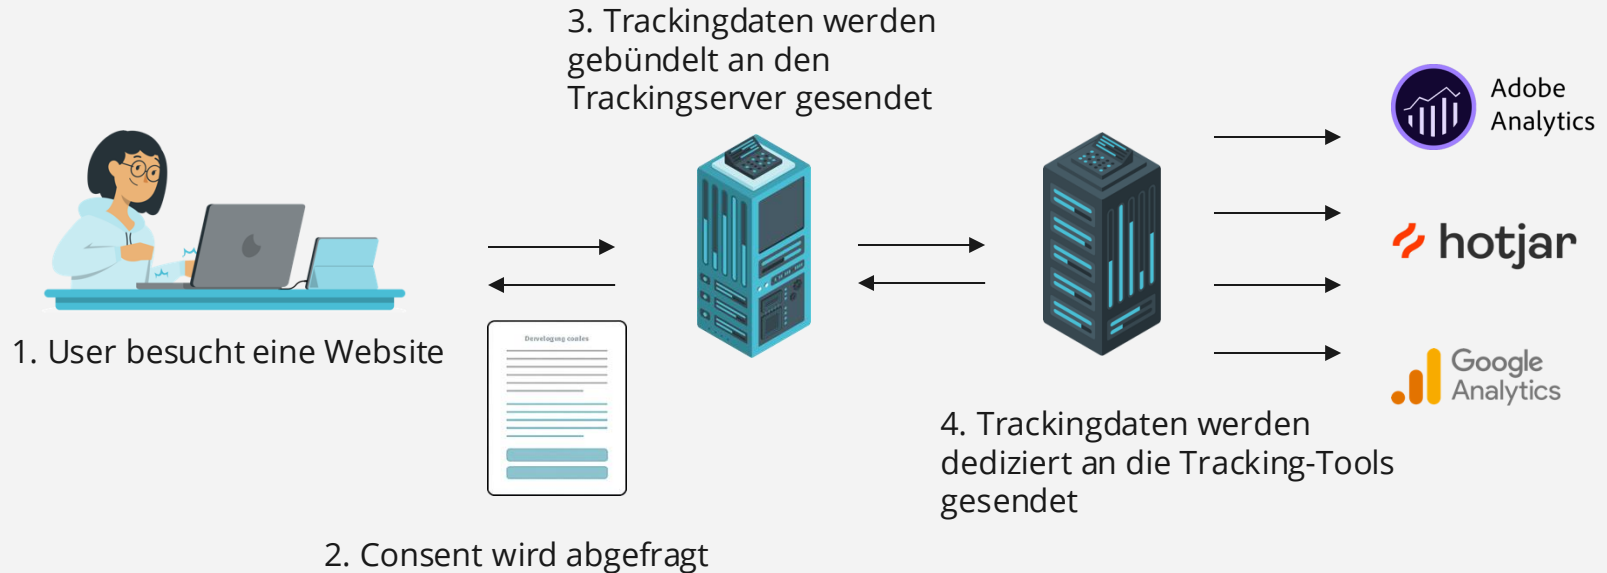 3. Trackingdaten werden
gebündelt an den
Trackingserver gesendet
Adobe
Analytics
hotjar
1. User besucht eine Website
Google
Analytics
4. Trackingdaten werden
dediziert an die Tracking-Tools
gesendet
2. Consent wird abgefragt